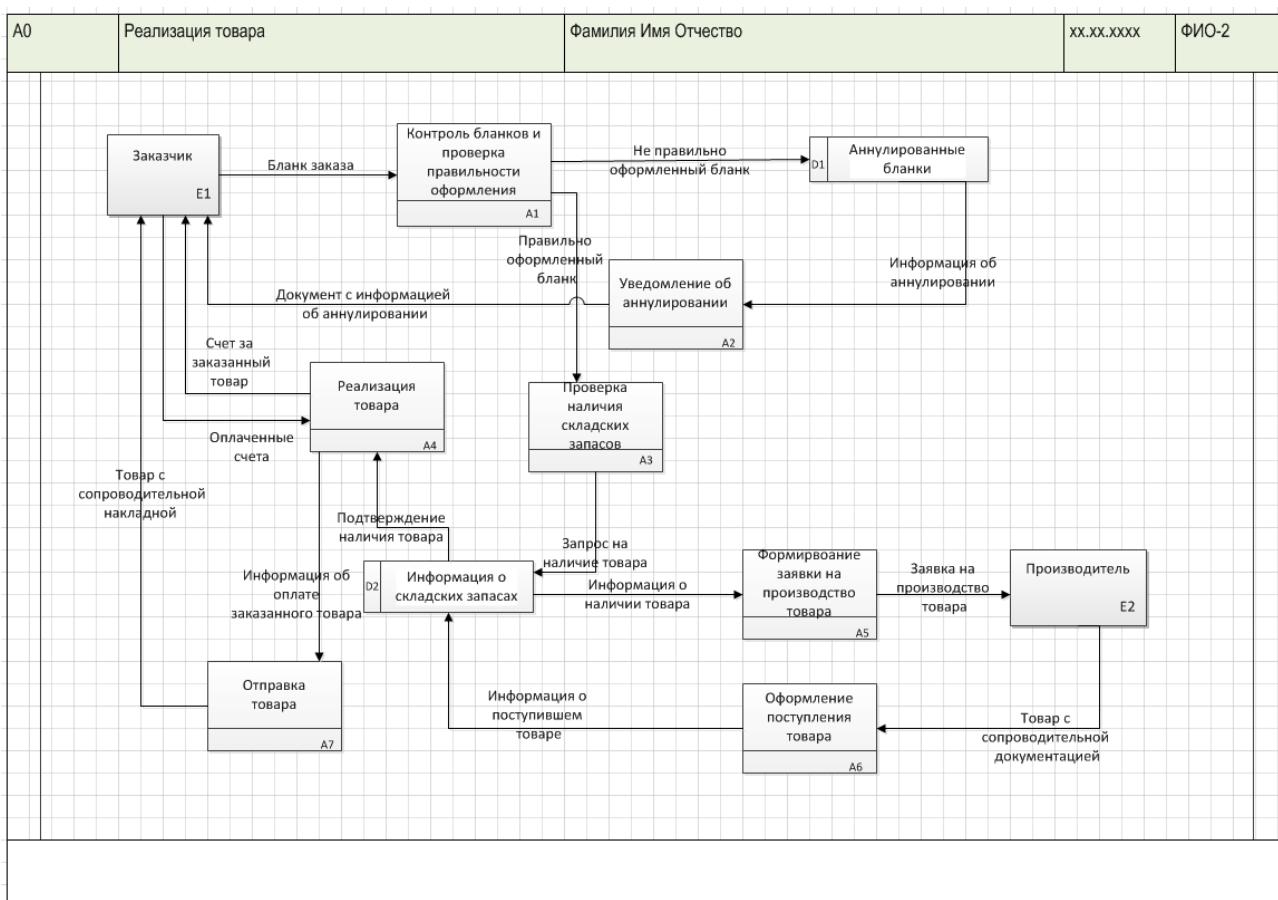 A0
Реализация товара
Фамилия Имя Отчество
xx.xx.xxxx
ФИО-2
Заказчик
E1
Бланк заказа
Контроль бланков и
проверка
правильности
оформления
A1
Не правильно
оформленный бланк
D1
Аннулированные
бланки
Правильно
оформленный
бланк
Информация об
аннулировании
Уведомление об
аннулировании
A2
Документ с информацией
об аннулировании
Счет за
заказанный
товар
Реализация
товара
A4
Проверка
наличия
складских
запасов
A3
Оплаченные
счета
Товар с
сопроводительной
накладной
Подтверждение
наличия товара
Запрос на
наличие товара
Информация об
оплате
заказанного товара
D2
Информация о
складских запасах
Информация о
наличии товара
Формирвоание
заявки на
производство
товара
A5
Заявка на
производство
товара
Производитель
E2
Отправка
товара
A7
Информация о
поступившем
товаре
Оформление
поступления
товара
A6
Товар с
сопроводительной
документацией